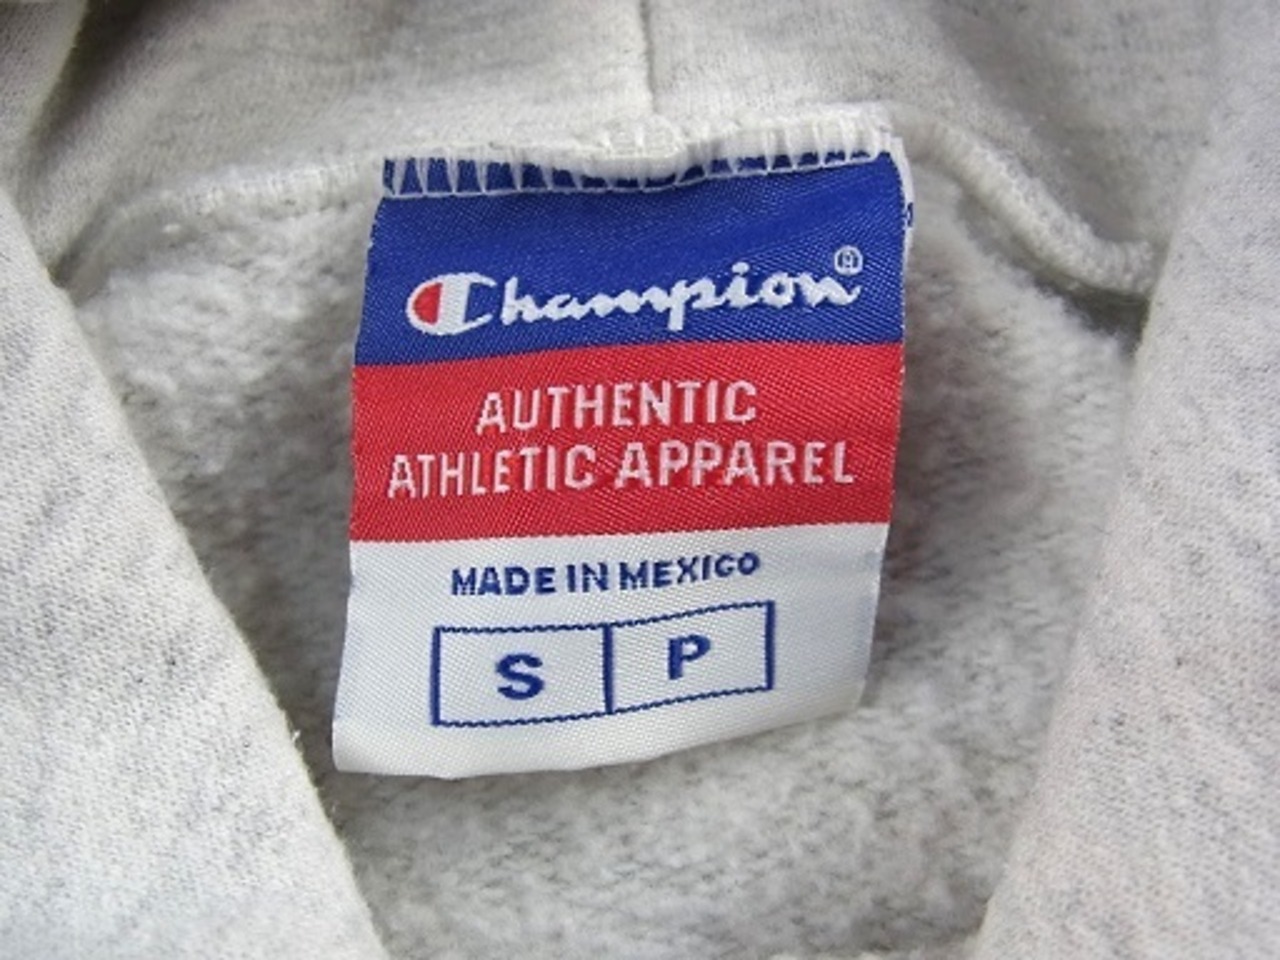 Champion®
AUTHENTIC
ATHLETIC APPAREL
MADE IN MEXICO
S P